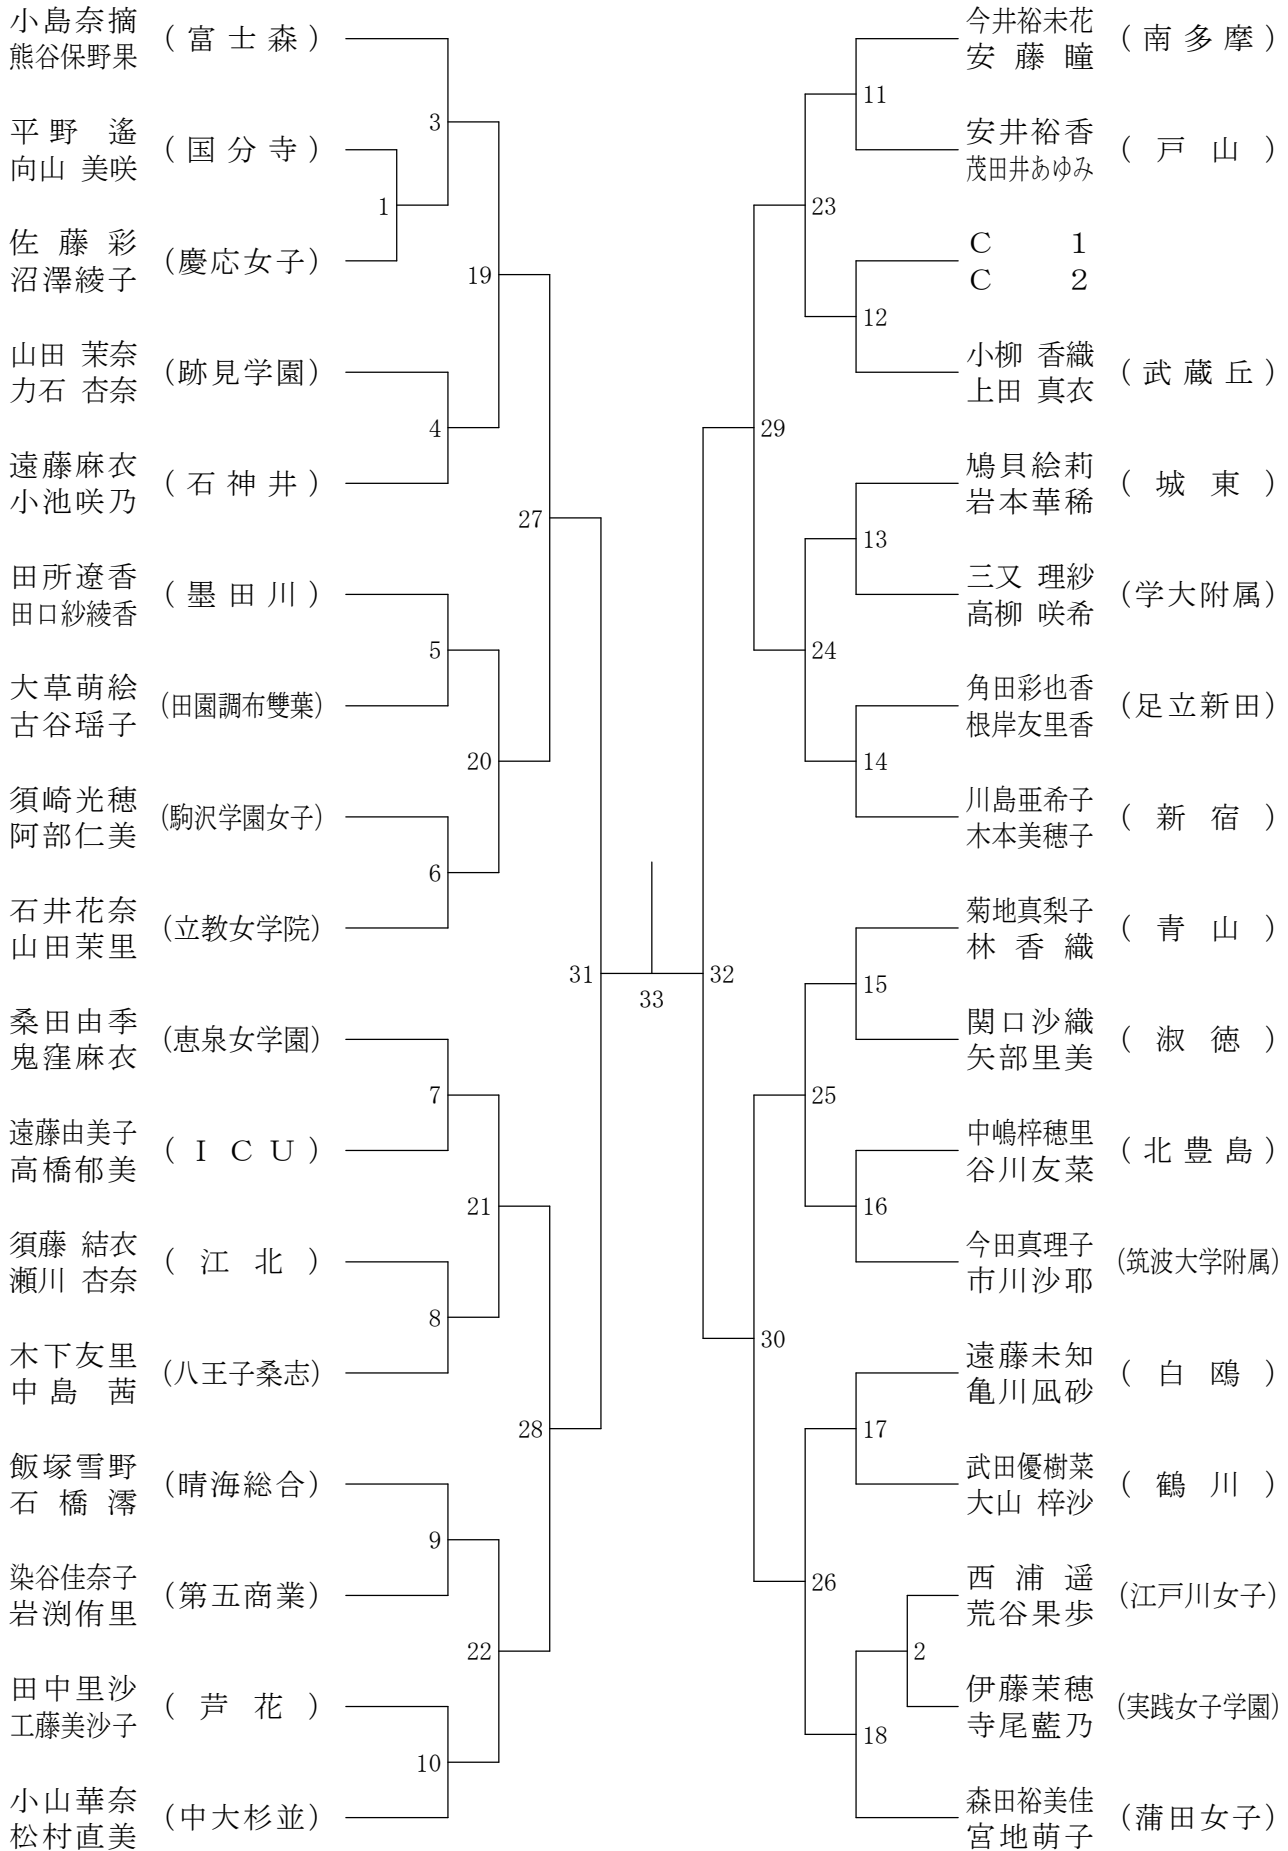 小島奈摘
熊谷保野果
(富士森)
平野 遙
向山 美咲
(国分寺)
佐藤彩
沼澤綾子
(慶応女子)
山田 茉奈
力石 杏奈
(跡見学園)
遠藤麻衣
小池咲乃
(石神井)
田所遼香
田口紗綾香
(墨田川)
大草萌絵
古谷瑶子
(田園調布雙葉)
須崎光穂
阿部仁美
(駒沢学園女子)
石井花奈
山田茉里
(立教女学院)
桑田由季
鬼窪麻衣
(恵泉女学園)
遠藤由美子
高橋郁美
(ICU)
須藤 結衣
瀬川 杏奈
(江北)
木下友里
中島 茜
(八王子桑志)
飯塚雪野
石橋澪
(晴海総合)
染谷佳奈子
岩渕侑里
(第五商業)
田中里沙
工藤美沙子
(芦花)
小山華奈
松村直美
(中大杉並)
1
3
4
5
6
7
8
9
10
19
20
21
22
27
28
31
33
32
29
30
23
24
25
26
11
12
13
14
15
16
17
2
18
今井裕未花
安藤瞳
(南多摩)
安井裕香
茂田井あゆみ
(戸山)
C 1
C 2
小柳 香織
上田 真衣
(武蔵丘)
鳩貝絵莉
岩本華稀
(城東)
三又 理紗
高柳 咲希
(学大附属)
角田彩也香
根岸友里香
(足立新田)
川島亜希子
木本美穂子
(新宿)
菊地真梨子
林香織
(青山)
関口沙織
矢部里美
(淑徳)
中嶋梓穂里
谷川友菜
(北豊島)
今田真理子
市川沙耶
(筑波大学附属)
遠藤未知
亀川凪砂
(白鴎)
武田優樹菜
大山 梓沙
(鶴川)
西浦遥
荒谷果歩
(江戸川女子)
伊藤茉穂
寺尾藍乃
(実践女子学園)
森田裕美佳
宮地萌子
(蒲田女子)